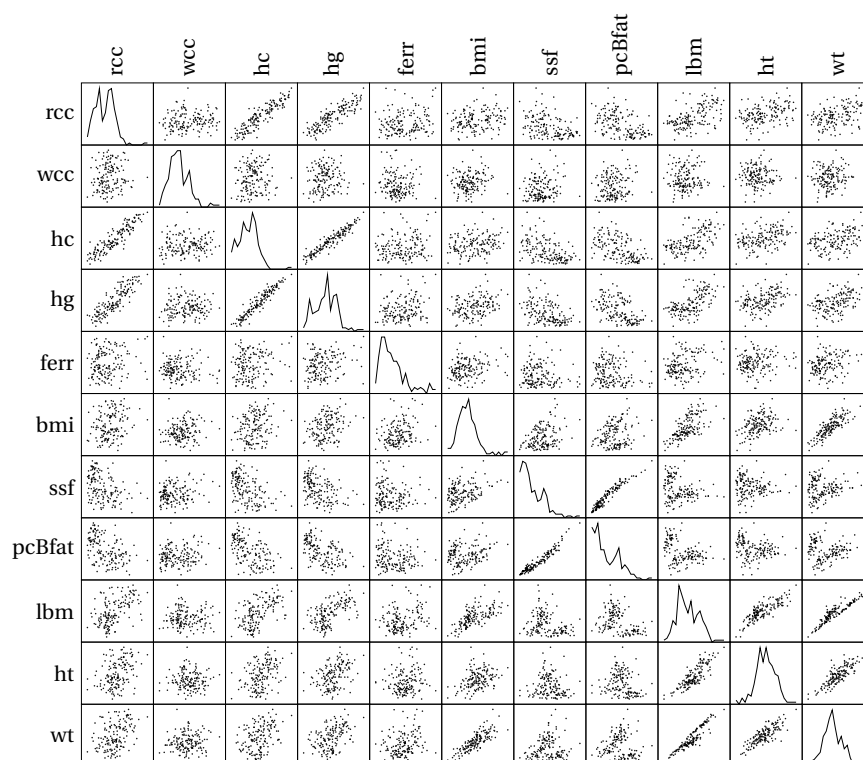 rcc wcc hc hg ferr bmi ssf pcBfat lbm ht wt
rcc
wcc
hc
hg
ferr
bmi
ssf
pcBfat
lbm
ht
wt